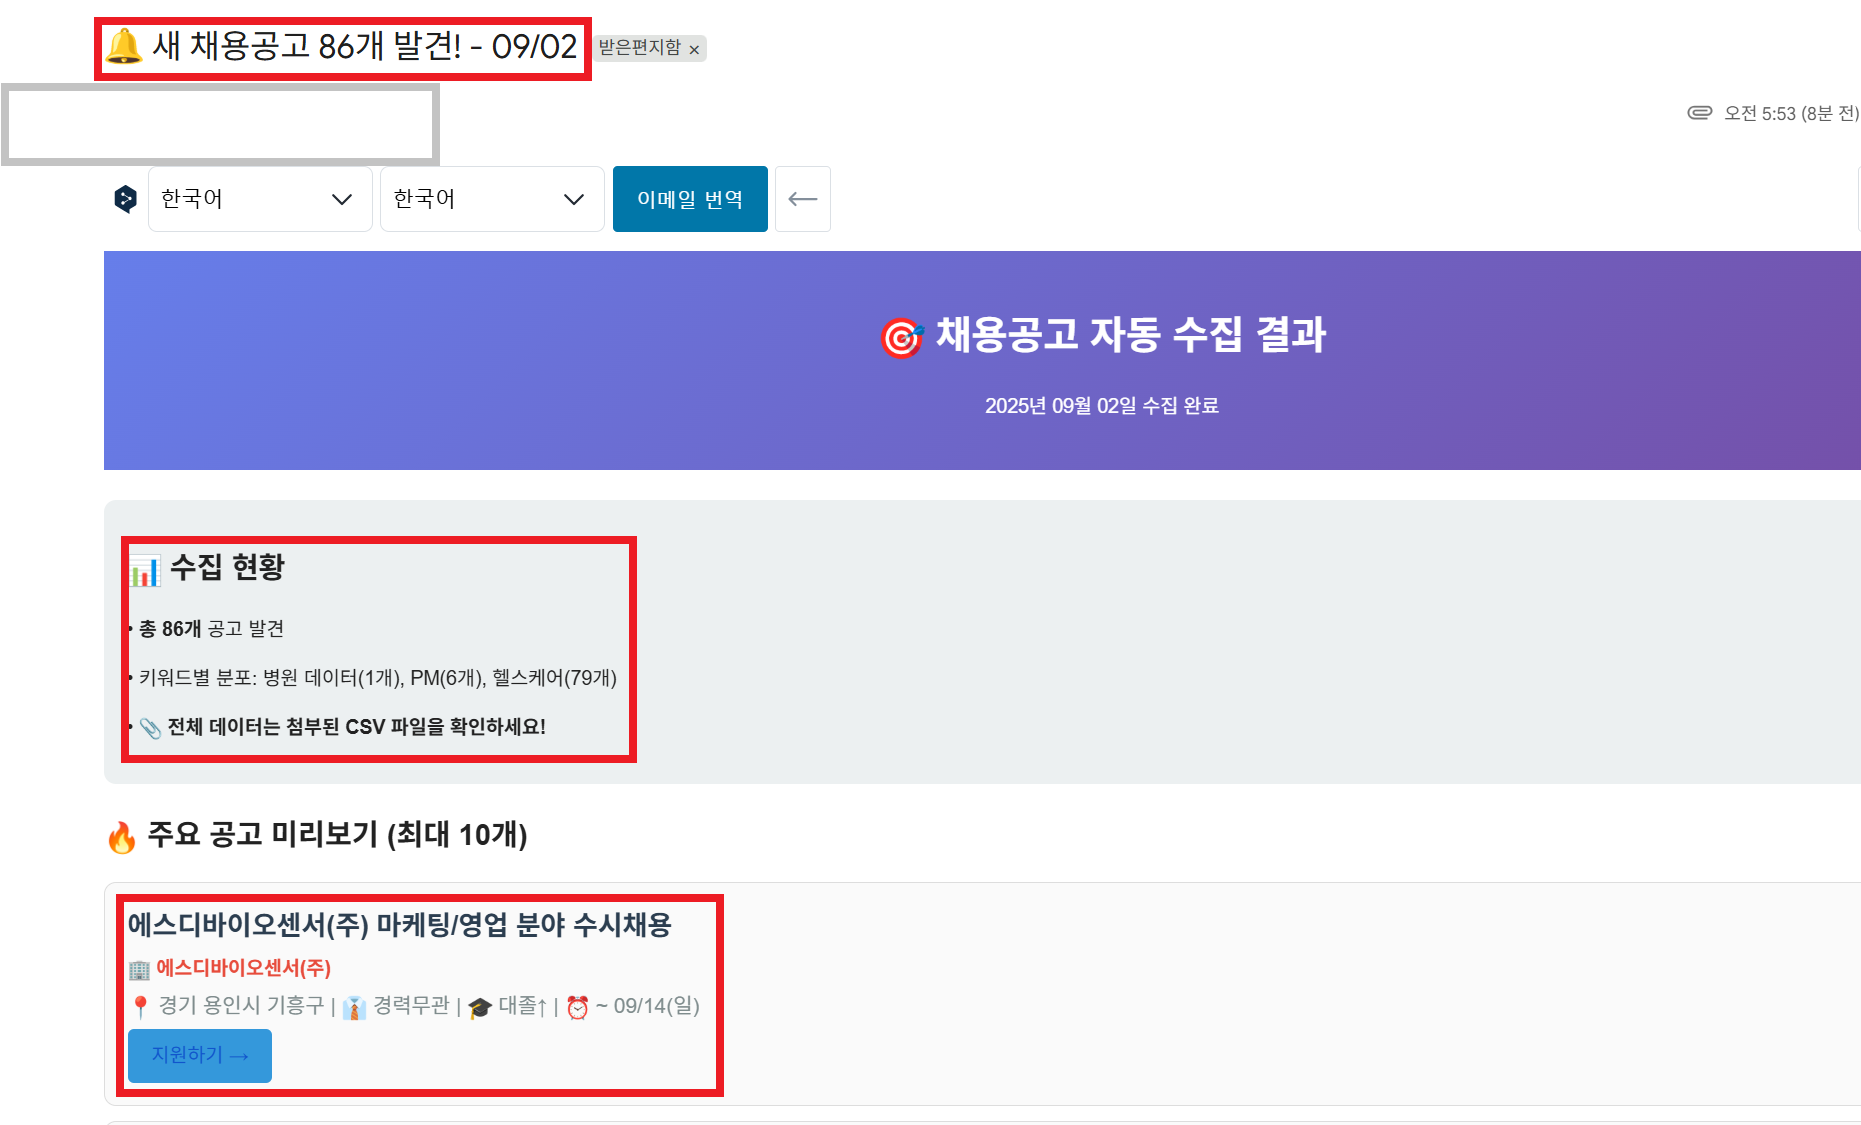 🔔 새 채용공고 86개 발견! - 09/02 받은편지함 ×
오전 5:53 (8분 전)
한국어 한국어 이메일 번역 ←
🎯 채용공고 자동 수집 결과
2025년 09월 02일 수집 완료
📊 수집 현황
• 총 86개 공고 발견
• 키워드별 분포: 병원 데이터(1개), PM(6개), 헬스케어(79개)
• 📎 전체 데이터는 첨부된 CSV 파일을 확인하세요!
🔥 주요 공고 미리보기 (최대 10개)
에스디바이오센서(주) 마케팅/영업 분야 수시채용
🏢 에스디바이오센서(주)
📍 경기 용인시 기흥구 | 👔 경력무관 | 🎓 대졸↑ | ⏰ ~ 09/14(일)
지원하기 →